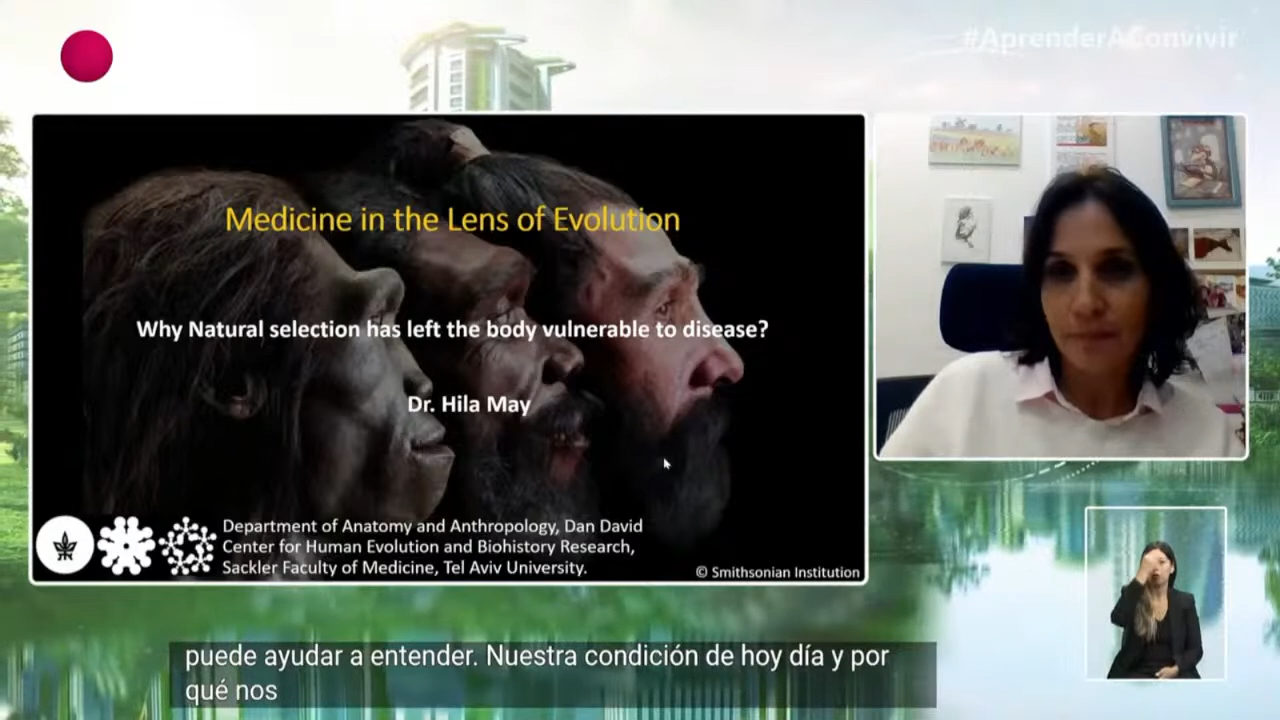 #AprenderAConvivir
Medicine in the Lens of Evolution
Why Natural selection has left the body vulnerable to disease?
Dr. Hila May
Department of Anatomy and Anthropology, Dan David
Center for Human Evolution and Biohistory Research,
Sackler Faculty of Medicine, Tel Aviv University.
© Smithsonian Institution
puede ayudar a entender. Nuestra condición de hoy día y por
qué nos